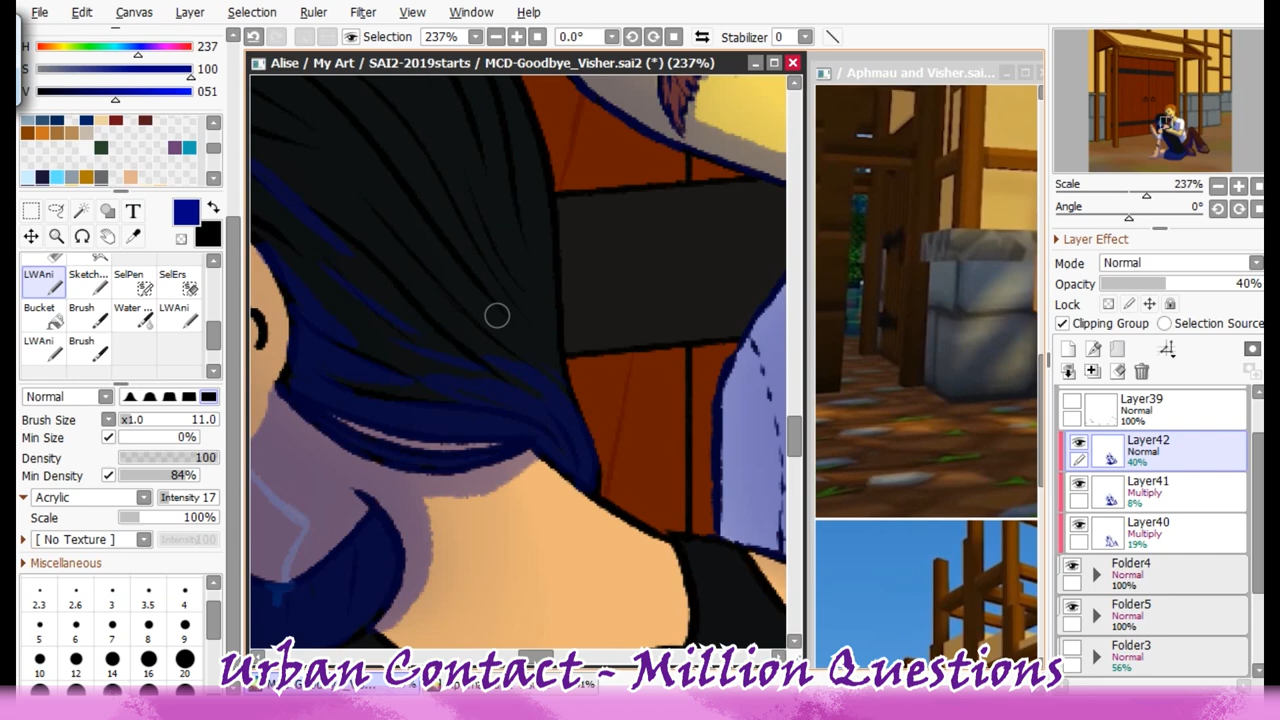 File Edit Canvas Layer Selection Ruler Filter View Window Help
H 237
S 100
V 051
Selection 237% 0.0° Stabilizer 0
Alise / My Art / SAI2-2019starts / MCD-Goodbye_Visher.sai2 (*) (237%)
/ Aphmau and Visher.sai...
T
LWAni Sketch... SelPen SelErs
Bucket Brush Water ... LWAni
LWAni Brush
Normal
Brush Size x1.0 11.0
Min Size 0%
Density 100
Min Density 84%
Acrylic Intensity 17
Scale 100%
[ No Texture ] Intensity 100
Miscellaneous
2.3 2.6 3 3.5 4
5 6 7 8 9
10 12 14 16 20
Scale 237%
Angle 0°
Layer Effect
Mode Normal
Opacity 40%
Lock
Clipping Group Selection Source
Layer39
Normal
100%
Layer42
Normal
40%
Layer41
Multiply
8%
Layer40
Multiply
19%
Folder4
Normal
100%
Folder5
Normal
100%
Folder3
Normal
56%
Urban Contact ~ Million Questions